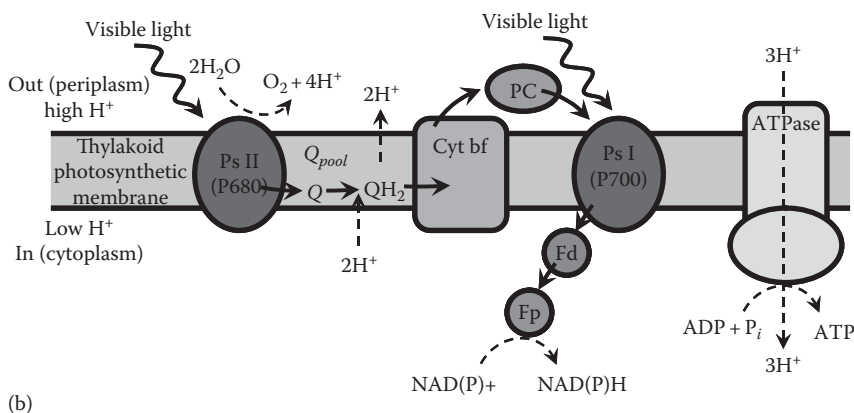 Visible light
Visible light
2H₂O
O₂ + 4H⁺
3H⁺
Out (periplasm)
high H⁺
2H⁺
PC
ATPase
Thylakoid
photosynthetic
membrane
Ps II
(P680)
Qpool
Q
QH₂
Cyt bf
Ps I
(P700)
Low H⁺
In (cytoplasm)
2H⁺
Fd
Fp
ADP + Pi
ATP
NAD(P)+
NAD(P)H
3H⁺
(b)